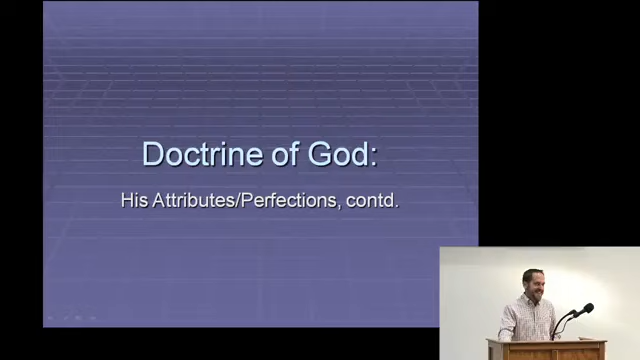 Doctrine of God:
His Attributes/Perfections, contd.